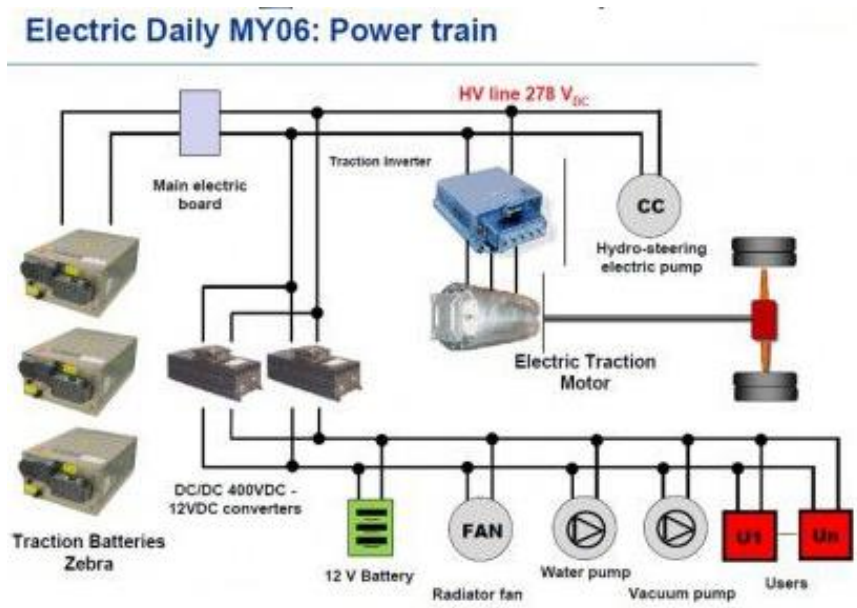 Electric Daily MY06: Power train
HV line 278 VDC
Traction Inverter
Main electric
board
CC
Hydro-steering
electric pump
Electric Traction
Motor
DC/DC 400VDC -
12VDC converters
Traction Batteries
Zebra
FAN
U1
Un
12 V Battery
Radiator fan
Water pump
Vacuum pump
Users